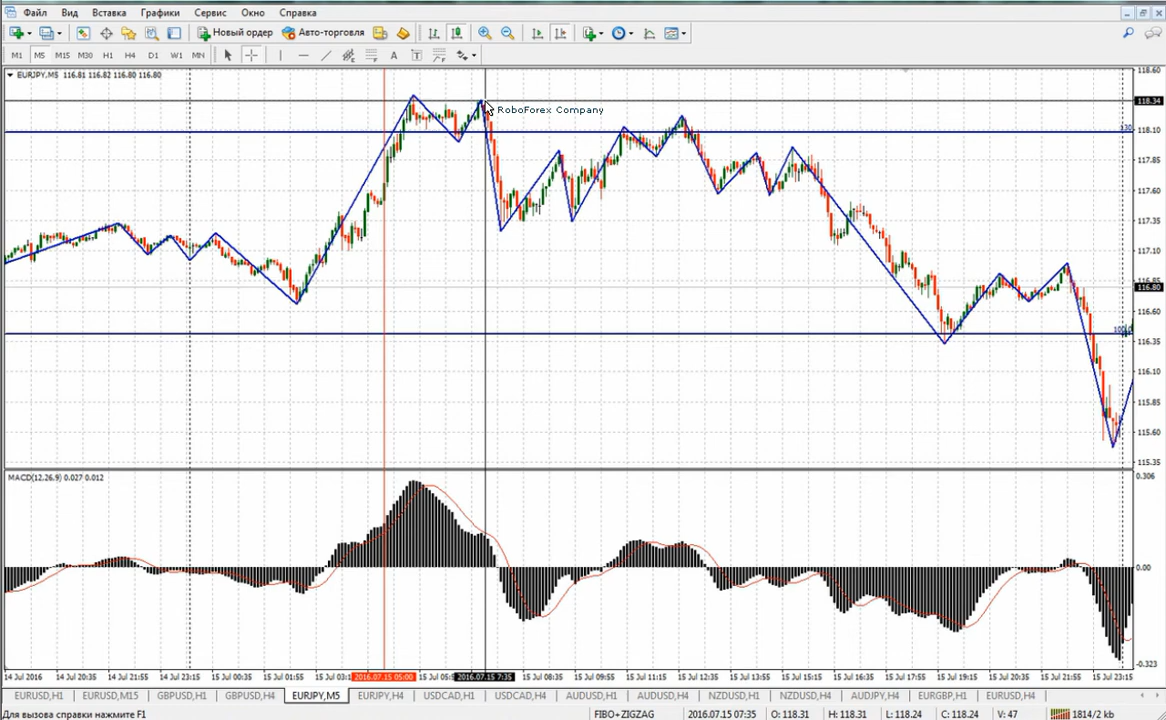 Файл Вид Вставка Графики Сервис Окно Справка
Новый ордер Авто-торговля
M1 M5 M15 M30 H1 H4 D1 W1 MN A T
EURJPY,M5 116.81 116.82 116.80 116.80
118.60
118.34
RoboForex Company
118.10
117.85
117.60
117.35
117.10
116.85
116.80
116.60
116.35
116.10
115.85
115.60
115.35
MACD(12.26.9) 0.027 0.012
0.306
0.00
-0.323
14 Jul 2016 14 Jul 20:35 14 Jul 21:55 14 Jul 23:15 15 Jul 00:35 15 Jul 01:55 15 Jul 03:1 2016.07.15 05:00 15 Jul 05: 2016.07.15 7:35 15 Jul 08:35 15 Jul 09:55 15 Jul 11:15 15 Jul 12:35 15 Jul 13:55 15 Jul 15:15 15 Jul 16:35 15 Jul 17:55 15 Jul 19:15 15 Jul 20:35 15 Jul 21:55 15 Jul 23:15
EURUSD,H1 EURUSD,M15 GBPUSD,H1 GBPUSD,H4 EURJPY,M5 EURJPY,H4 USDCAD,H1 USDCAD,H4 AUDUSD,H1 AUDUSD,H4 NZDUSD,H1 NZDUSD,H4 AUDJPY,H4 EURGBP,H1 EURUSD,H4
Для вызова справки нажмите F1 FIBO+ZIGZAG 2016.07.15 07:35 O: 118.31 H: 118.31 L: 118.24 C: 118.24 V: 47 1814/2 kb